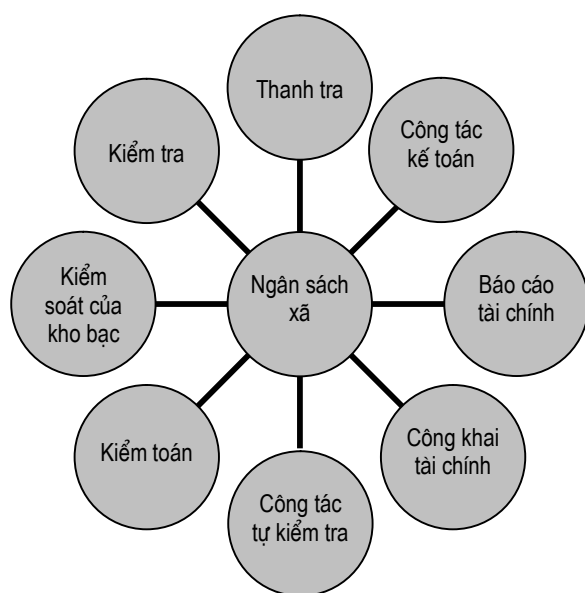 Thanh tra
Công tác
kế toán
Kiểm tra
Kiểm
soát của
kho bạc
Ngân sách
xã
Báo cáo
tài chính
Kiểm toán
Công khai
tài chính
Công tác
tự kiểm tra